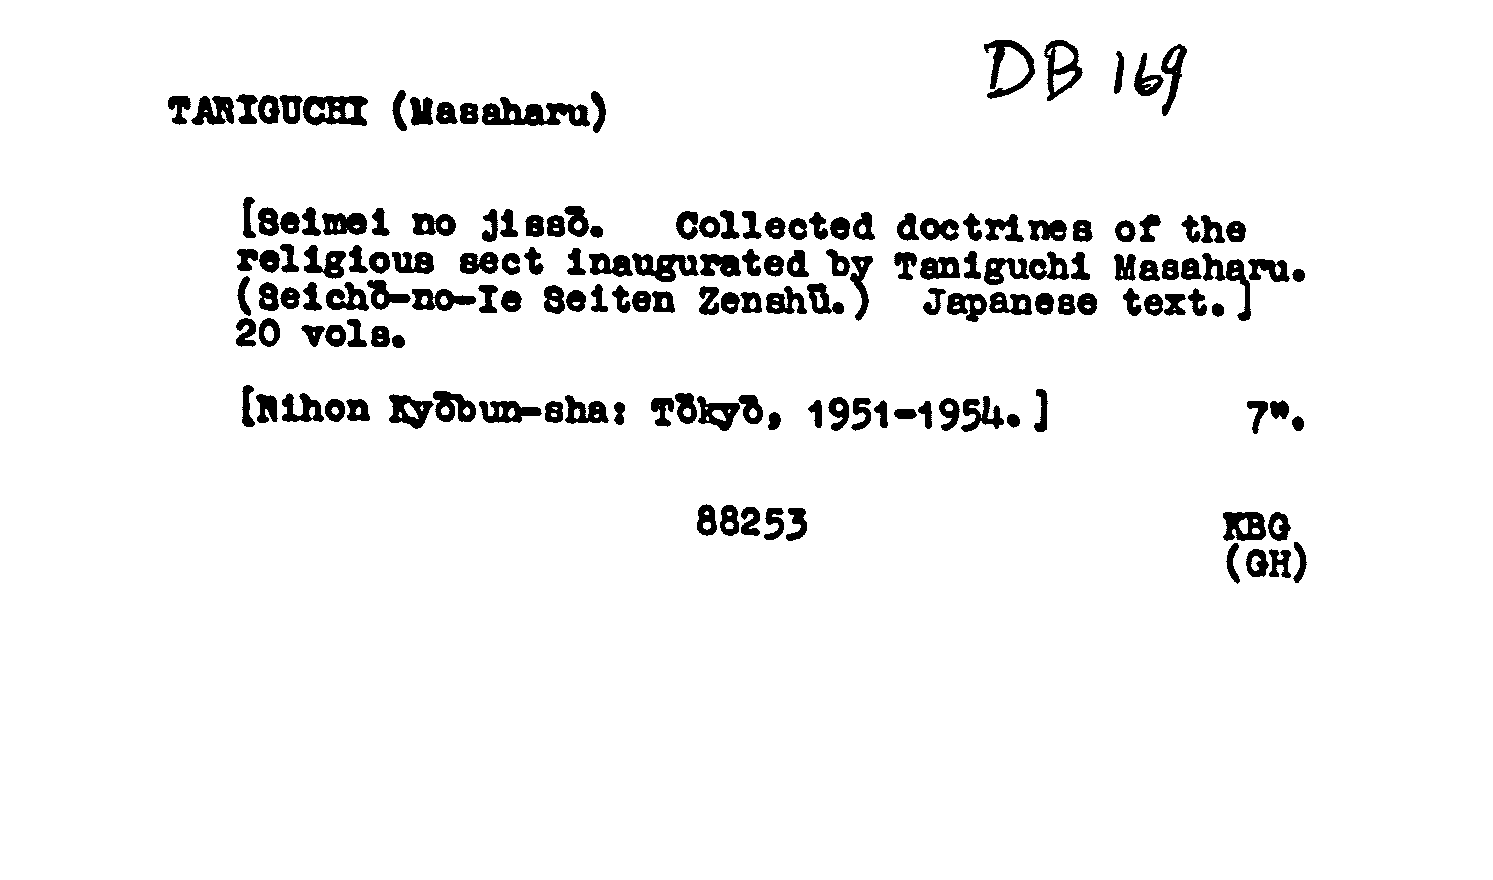 DB 169
TANIGUCHI (Masaharu)
[Seimei no jissō. Collected doctrines of the
religious sect inaugurated by Taniguchi Masaharu.
(Seichō-no-Ie Seiten Zenshū.) Japanese text.]
20 vols.
[Nihon Kyōbun-sha: Tōkyō, 1951-1954.] 7".
88253 KBG
(GH)